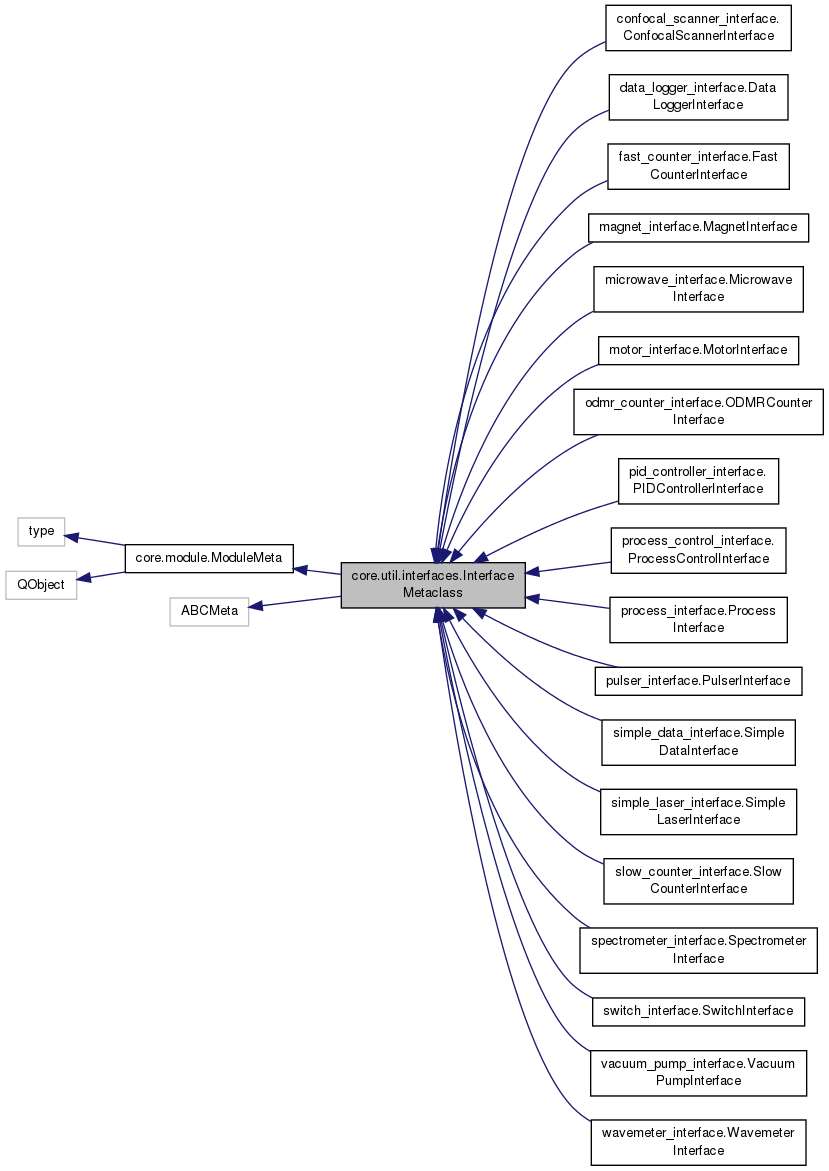 type
QObject
core.module.ModuleMeta
ABCMeta
core.util.interfaces.Interface
Metaclass
confocal_scanner_interface.
ConfocalScannerInterface
data_logger_interface.Data
LoggerInterface
fast_counter_interface.Fast
CounterInterface
magnet_interface.MagnetInterface
microwave_interface.Microwave
Interface
motor_interface.MotorInterface
odmr_counter_interface.ODMRCounter
Interface
pid_controller_interface.
PIDControllerInterface
process_control_interface.
ProcessControlInterface
process_interface.Process
Interface
pulser_interface.PulserInterface
simple_data_interface.Simple
DataInterface
simple_laser_interface.Simple
LaserInterface
slow_counter_interface.Slow
CounterInterface
spectrometer_interface.Spectrometer
Interface
switch_interface.SwitchInterface
vacuum_pump_interface.Vacuum
PumpInterface
wavemeter_interface.Wavemeter
Interface